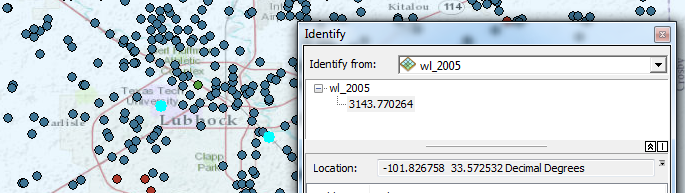 Kitalou
114
Texas Tech
University
Lubbock
Clapp
Park
Identify
Identify from: wl_2005
wl_2005
3143.770264
Location: -101.826758 33.572532 Decimal Degrees